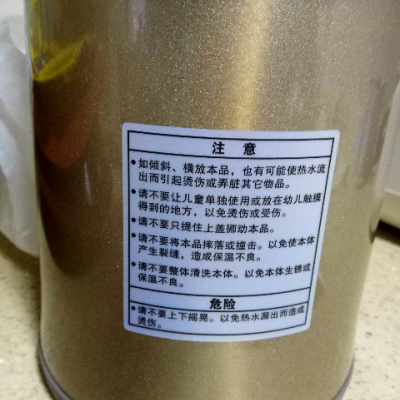 注 意
•如倾斜、横放本品，也有可能使热水流
出而引起烫伤或弄脏其它物品。
•请不要让儿童单独使用或放在幼儿触摸
得到的地方，以免烫伤或受伤。
•请不要只提住上盖挪动本品。
•请不要将本品摔落或撞击。以免使本体
产生裂缝，造成保温不良。
•请不要整体清洗本体。以免本体生锈或
保温不良。
危险
•请不要上下摇晃。以免热水漏出而造成
烫伤。